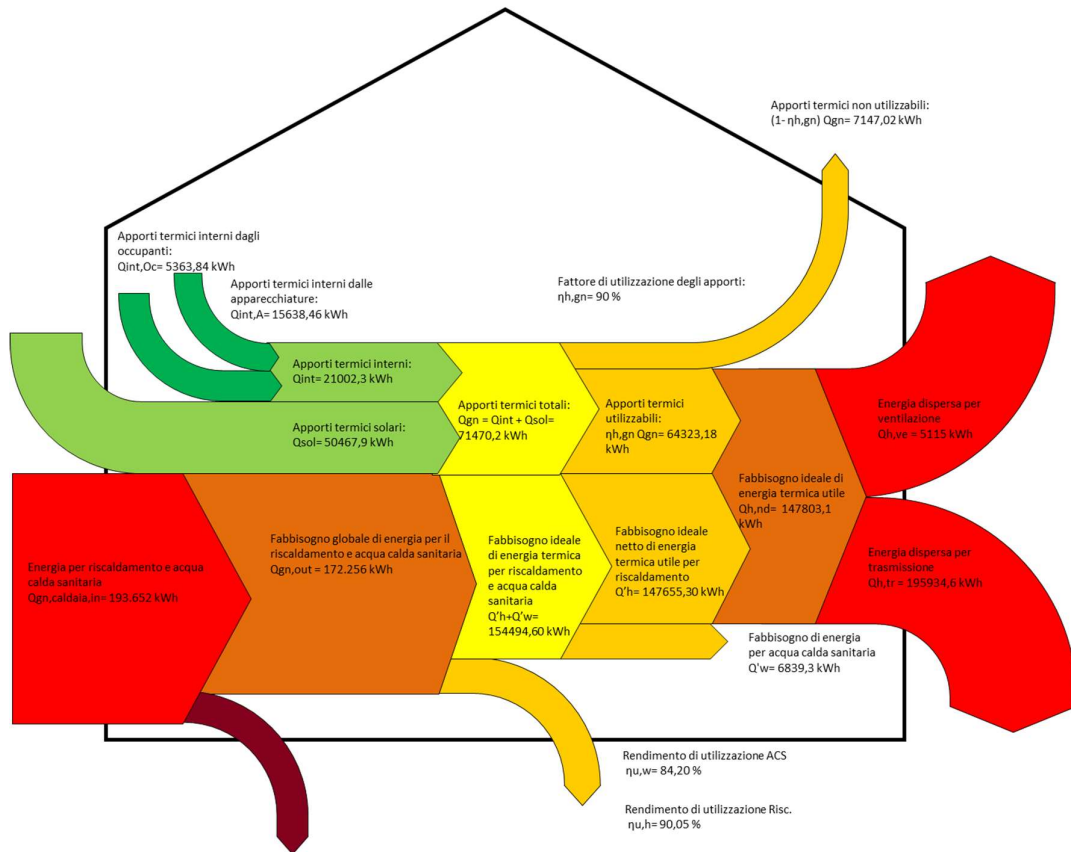 Apporti termici non utilizzabili:
(1- ηh,gn) Qgn= 7147,02 kWh
Apporti termici interni dagli
occupanti:
Qint,Oc= 5363,84 kWh
Apporti termici interni dalle
apparecchiature:
Qint,A= 15638,46 kWh
Fattore di utilizzazione degli apporti:
ηh,gn= 90 %
Apporti termici interni:
Qint= 21002,3 kWh
Apporti termici solari:
Qsol= 50467,9 kWh
Apporti termici totali:
Qgn = Qint + Qsol=
71470,2 kWh
Apporti termici
utilizzabili:
ηh,gn Qgn= 64323,18
kWh
Energia dispersa per
ventilazione
Qh,ve = 5115 kWh
Fabbisogno ideale di
energia termica utile
Qh,nd= 147803,1
kWh
Energia per riscaldamento e acqua
calda sanitaria
Qgn,caldaia,in= 193.652 kWh
Fabbisogno globale di energia per il
riscaldamento e acqua calda sanitaria
Qgn,out = 172.256 kWh
Fabbisogno ideale
di energia termica
per riscaldamento
e acqua calda
sanitaria
Q'h+Q'w=
154494,60 kWh
Fabbisogno ideale
netto di energia
termica utile per
riscaldamento
Q'h= 147655,30 kWh
Energia dispersa per
trasmissione
Qh,tr = 195934,6 kWh
Fabbisogno di energia
per acqua calda sanitaria
Q'w= 6839,3 kWh
Rendimento di utilizzazione ACS
ηu,w= 84,20 %
Rendimento di utilizzazione Risc.
ηu,h= 90,05 %